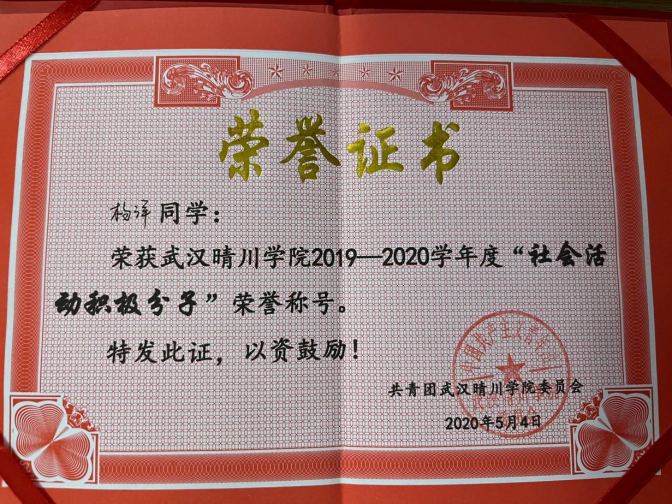 荣誉证书
杨洋同学：
荣获武汉晴川学院2019—2020学年度“社会活
动积极分子”荣誉称号。
特发此证，以资鼓励！
共青团武汉晴川学院委员会
2020年5月4日